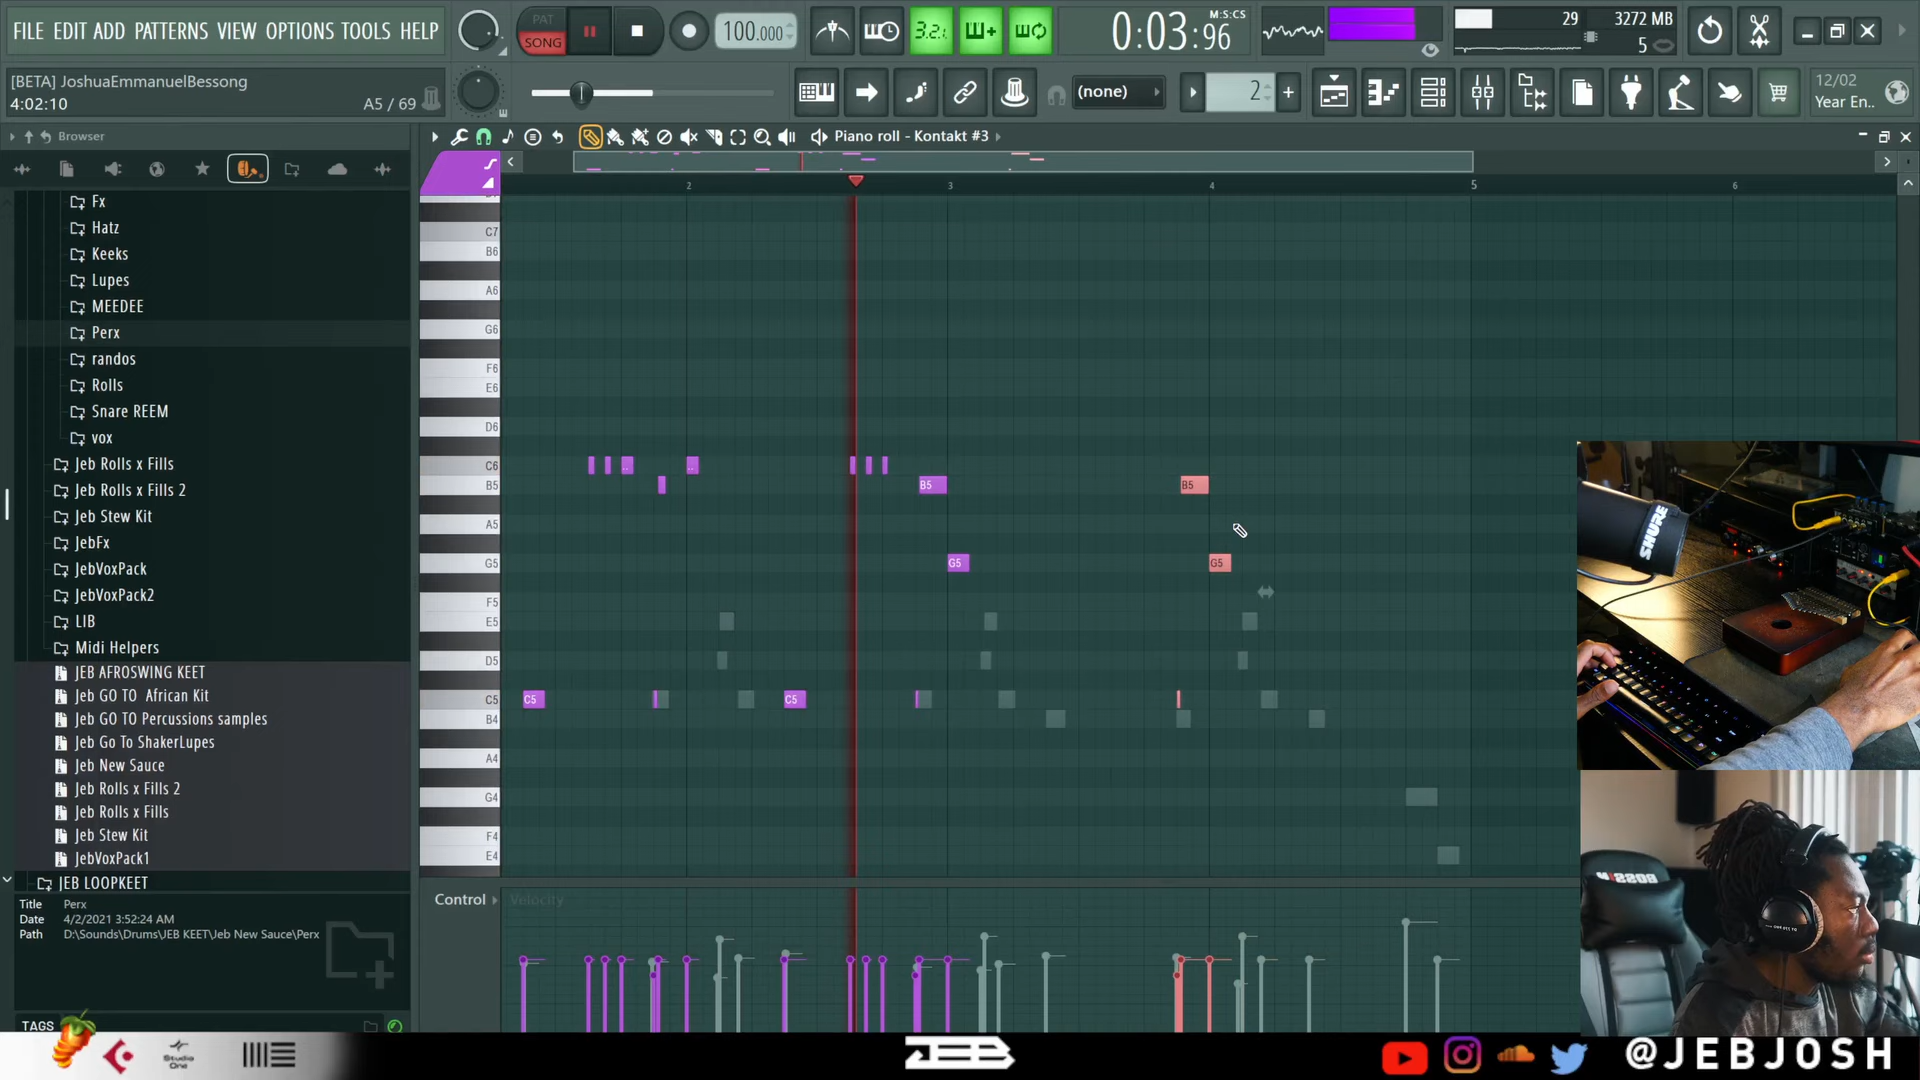 FILE EDIT ADD PATTERNS VIEW OPTIONS TOOLS HELP
PAT
SONG
100.000
3.2.
0:03:96
M:S:CS
29
3272 MB
5
[BETA] JoshuaEmmanuelBessong
4:02:10
A5 / 69
(none)
2
12/02
Year En..
Browser
Piano roll - Kontakt #3
2
3
4
5
6
Fx
Hatz
Keeks
Lupes
MEEDEE
Perx
randos
Rolls
Snare REEM
vox
Jeb Rolls x Fills
Jeb Rolls x Fills 2
Jeb Stew Kit
JebFx
JebVoxPack
JebVoxPack2
LIB
Midi Helpers
JEB AFROSWING KEET
Jeb GO TO African Kit
Jeb GO TO Percussions samples
Jeb Go To ShakerLupes
Jeb New Sauce
Jeb Rolls x Fills 2
Jeb Rolls x Fills
Jeb Stew Kit
JebVoxPack1
JEB LOOPKEET
Title Perx
Date 4/2/2021 3:52:24 AM
Path D:\Sounds\Drums\JEB KEET\Jeb New Sauce\Perx
TAGS
C7
B6
A6
G6
F6
E6
D6
C6
B5
A5
G5
F5
E5
D5
C5
B4
A4
G4
F4
E4
B5
B5
G5
G5
C5
C5
Control
Velocity
SHURE
Studio One
JEB
@JEBJOSH